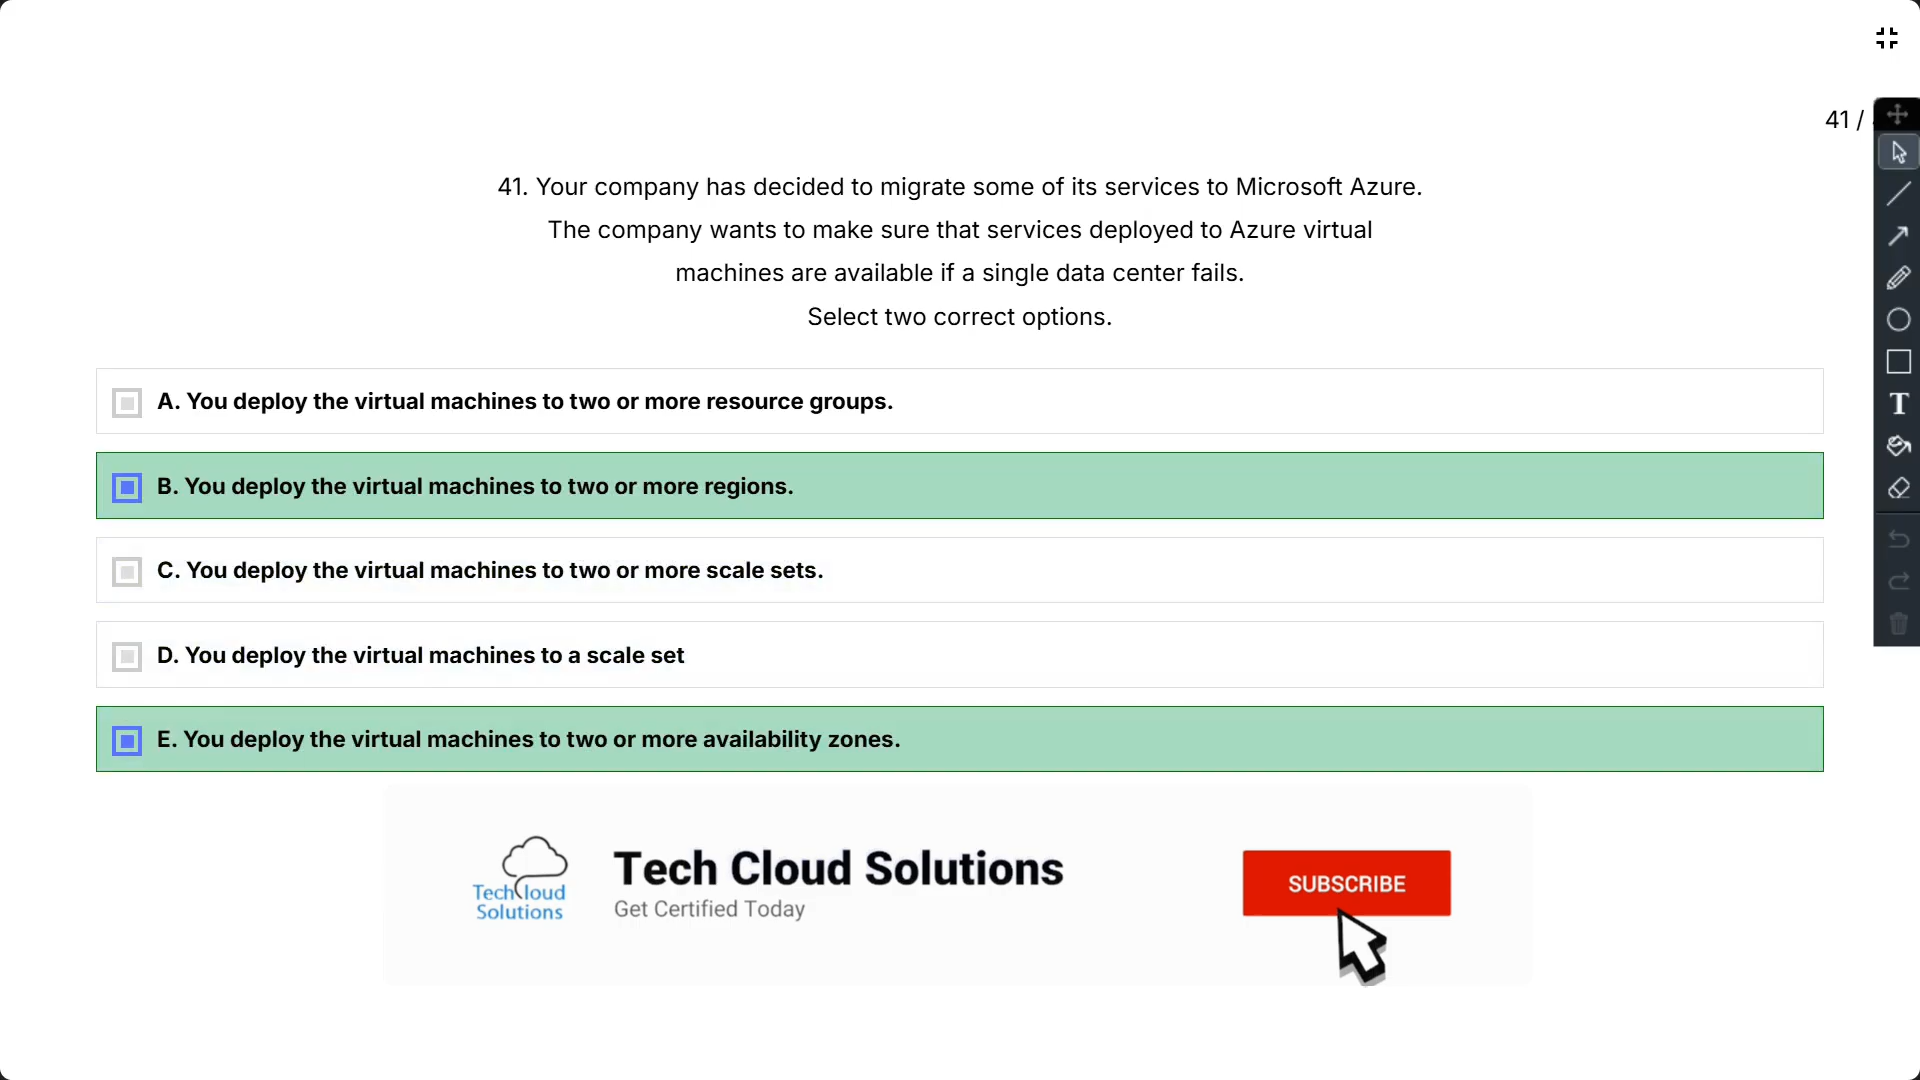 41 /
41. Your company has decided to migrate some of its services to Microsoft Azure.
The company wants to make sure that services deployed to Azure virtual
machines are available if a single data center fails.
Select two correct options.
A. You deploy the virtual machines to two or more resource groups.
B. You deploy the virtual machines to two or more regions.
C. You deploy the virtual machines to two or more scale sets.
D. You deploy the virtual machines to a scale set
E. You deploy the virtual machines to two or more availability zones.
Tech Cloud Solutions
Get Certified Today
Tech loud
Solutions
SUBSCRIBE
T